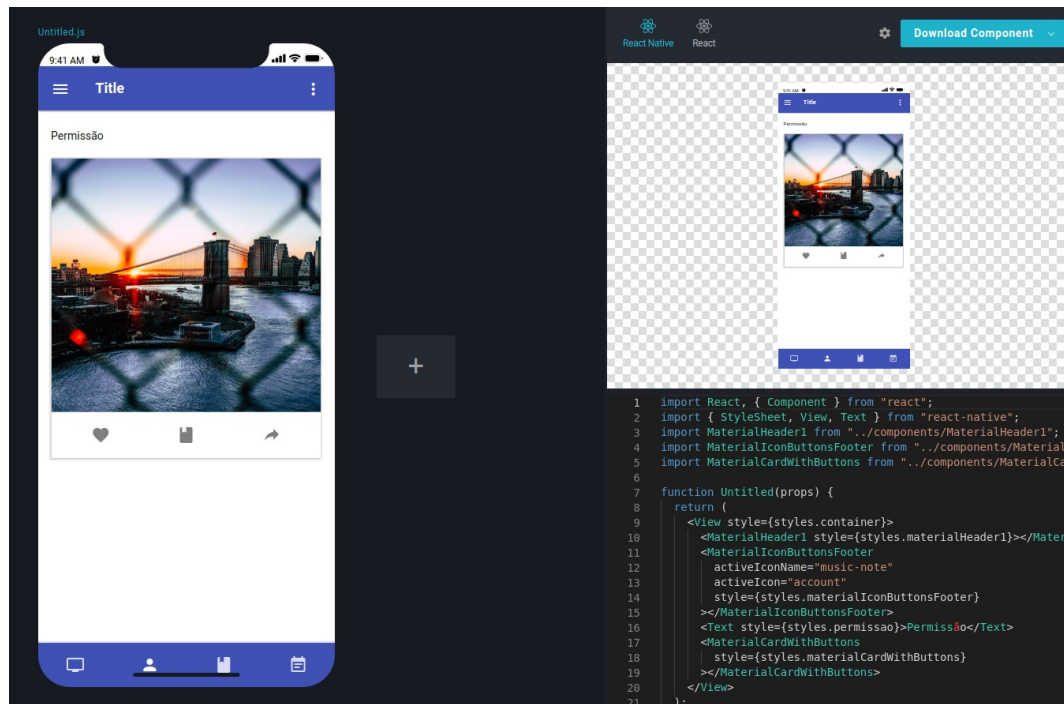 Untitled.js
9:41 AM
Title
Permissão
React Native
React
Download Component
9:41 AM
Title
Permissão
1 import React, { Component } from "react";
2 import { StyleSheet, View, Text } from "react-native";
3 import MaterialHeader1 from "../components/MaterialHeader1";
4 import MaterialIconButtonsFooter from "../components/Material
5 import MaterialCardWithButtons from "../components/MaterialCa
6
7 function Untitled(props) {
8 return (
9 <View style={styles.container}>
10 <MaterialHeader1 style={styles.materialHeader1}></Mater
11 <MaterialIconButtonsFooter
12 activeIconName="music-note"
13 activeIcon="account"
14 style={styles.materialIconButtonsFooter}
15 ></MaterialIconButtonsFooter>
16 <Text style={styles.permissao}>Permissão</Text>
17 <MaterialCardWithButtons
18 style={styles.materialCardWithButtons}
19 ></MaterialCardWithButtons>
20 </View>
21 );